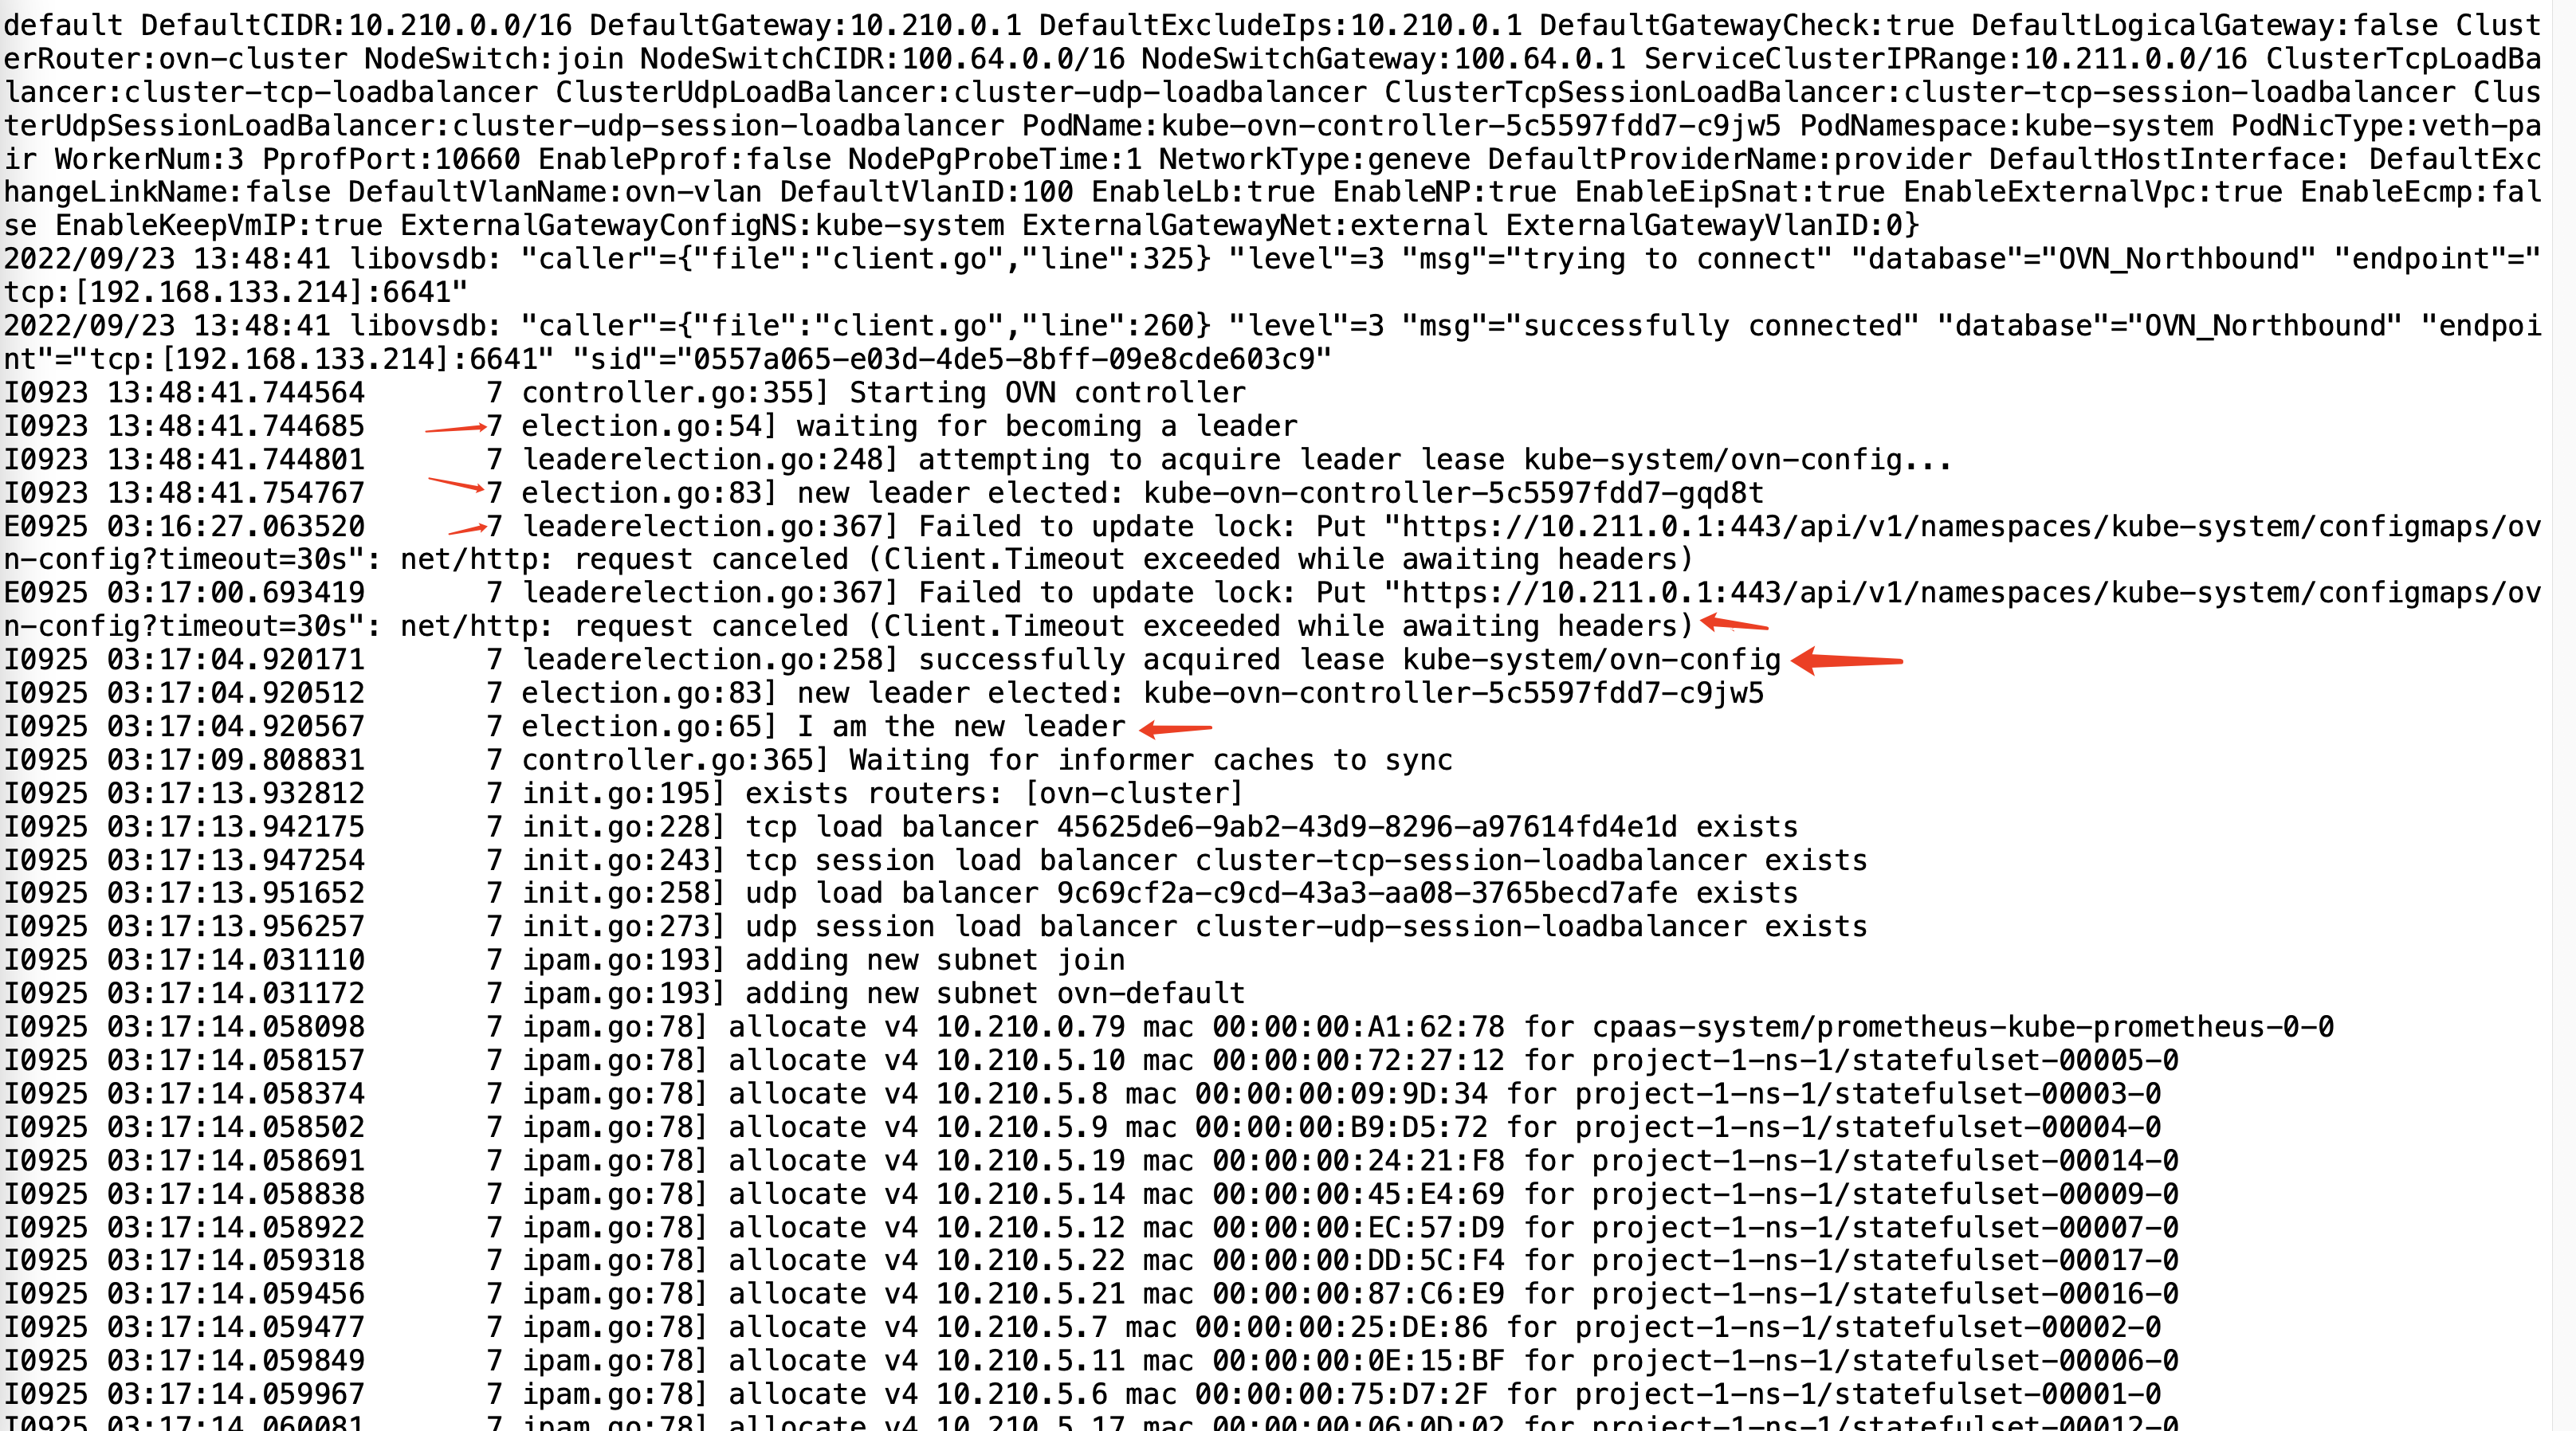 default DefaultCIDR:10.210.0.0/16 DefaultGateway:10.210.0.1 DefaultExcludeIps:10.210.0.1 DefaultGatewayCheck:true DefaultLogicalGateway:false Clust
erRouter:ovn-cluster NodeSwitch:join NodeSwitchCIDR:100.64.0.0/16 NodeSwitchGateway:100.64.0.1 ServiceClusterIPRange:10.211.0.0/16 ClusterTcpLoadBa
lancer:cluster-tcp-loadbalancer ClusterUdpLoadBalancer:cluster-udp-loadbalancer ClusterTcpSessionLoadBalancer:cluster-tcp-session-loadbalancer Clus
terUdpSessionLoadBalancer:cluster-udp-session-loadbalancer PodName:kube-ovn-controller-5c5597fdd7-c9jw5 PodNamespace:kube-system PodNicType:veth-pa
ir WorkerNum:3 PprofPort:10660 EnablePprof:false NodePgProbeTime:1 NetworkType:geneve DefaultProviderName:provider DefaultHostInterface: DefaultExc
hangeLinkName:false DefaultVlanName:ovn-vlan DefaultVlanID:100 EnableLb:true EnableNP:true EnableEipSnat:true EnableExternalVpc:true EnableEcmp:fal
se EnableKeepVmIP:true ExternalGatewayConfigNS:kube-system ExternalGatewayNet:external ExternalGatewayVlanID:0}
2022/09/23 13:48:41 libovsdb: "caller"={"file":"client.go","line":325} "level"=3 "msg"="trying to connect" "database"="OVN_Northbound" "endpoint"="
tcp:[192.168.133.214]:6641"
2022/09/23 13:48:41 libovsdb: "caller"={"file":"client.go","line":260} "level"=3 "msg"="successfully connected" "database"="OVN_Northbound" "endpoi
nt"="tcp:[192.168.133.214]:6641" "sid"="0557a065-e03d-4de5-8bff-09e8cde603c9"
I0923 13:48:41.744564       7 controller.go:355] Starting OVN controller
I0923 13:48:41.744685       7 election.go:54] waiting for becoming a leader
I0923 13:48:41.744801       7 leaderelection.go:248] attempting to acquire leader lease kube-system/ovn-config...
I0923 13:48:41.754767       7 election.go:83] new leader elected: kube-ovn-controller-5c5597fdd7-gqd8t
E0925 03:16:27.063520       7 leaderelection.go:367] Failed to update lock: Put "https://10.211.0.1:443/api/v1/namespaces/kube-system/configmaps/ov
n-config?timeout=30s": net/http: request canceled (Client.Timeout exceeded while awaiting headers)
E0925 03:17:00.693419       7 leaderelection.go:367] Failed to update lock: Put "https://10.211.0.1:443/api/v1/namespaces/kube-system/configmaps/ov
n-config?timeout=30s": net/http: request canceled (Client.Timeout exceeded while awaiting headers)
I0925 03:17:04.920171       7 leaderelection.go:258] successfully acquired lease kube-system/ovn-config
I0925 03:17:04.920512       7 election.go:83] new leader elected: kube-ovn-controller-5c5597fdd7-c9jw5
I0925 03:17:04.920567       7 election.go:65] I am the new leader
I0925 03:17:09.808831       7 controller.go:365] Waiting for informer caches to sync
I0925 03:17:13.932812       7 init.go:195] exists routers: [ovn-cluster]
I0925 03:17:13.942175       7 init.go:228] tcp load balancer 45625de6-9ab2-43d9-8296-a97614fd4e1d exists
I0925 03:17:13.947254       7 init.go:243] tcp session load balancer cluster-tcp-session-loadbalancer exists
I0925 03:17:13.951652       7 init.go:258] udp load balancer 9c69cf2a-c9cd-43a3-aa08-3765becd7afe exists
I0925 03:17:13.956257       7 init.go:273] udp session load balancer cluster-udp-session-loadbalancer exists
I0925 03:17:14.031110       7 ipam.go:193] adding new subnet join
I0925 03:17:14.031172       7 ipam.go:193] adding new subnet ovn-default
I0925 03:17:14.058098       7 ipam.go:78] allocate v4 10.210.0.79 mac 00:00:00:A1:62:78 for cpaas-system/prometheus-kube-prometheus-0-0
I0925 03:17:14.058157       7 ipam.go:78] allocate v4 10.210.5.10 mac 00:00:00:72:27:12 for project-1-ns-1/statefulset-00005-0
I0925 03:17:14.058374       7 ipam.go:78] allocate v4 10.210.5.8 mac 00:00:00:09:9D:34 for project-1-ns-1/statefulset-00003-0
I0925 03:17:14.058502       7 ipam.go:78] allocate v4 10.210.5.9 mac 00:00:00:B9:D5:72 for project-1-ns-1/statefulset-00004-0
I0925 03:17:14.058691       7 ipam.go:78] allocate v4 10.210.5.19 mac 00:00:00:24:21:F8 for project-1-ns-1/statefulset-00014-0
I0925 03:17:14.058838       7 ipam.go:78] allocate v4 10.210.5.14 mac 00:00:00:45:E4:69 for project-1-ns-1/statefulset-00009-0
I0925 03:17:14.058922       7 ipam.go:78] allocate v4 10.210.5.12 mac 00:00:00:EC:57:D9 for project-1-ns-1/statefulset-00007-0
I0925 03:17:14.059318       7 ipam.go:78] allocate v4 10.210.5.22 mac 00:00:00:DD:5C:F4 for project-1-ns-1/statefulset-00017-0
I0925 03:17:14.059456       7 ipam.go:78] allocate v4 10.210.5.21 mac 00:00:00:87:C6:E9 for project-1-ns-1/statefulset-00016-0
I0925 03:17:14.059477       7 ipam.go:78] allocate v4 10.210.5.7 mac 00:00:00:25:DE:86 for project-1-ns-1/statefulset-00002-0
I0925 03:17:14.059849       7 ipam.go:78] allocate v4 10.210.5.11 mac 00:00:00:0E:15:BF for project-1-ns-1/statefulset-00006-0
I0925 03:17:14.059967       7 ipam.go:78] allocate v4 10.210.5.6 mac 00:00:00:75:D7:2F for project-1-ns-1/statefulset-00001-0
I0925 03:17:14.060081       7 ipam.go:78] allocate v4 10.210.5.17 mac 00:00:00:06:0D:02 for project-1-ns-1/statefulset-00012-0